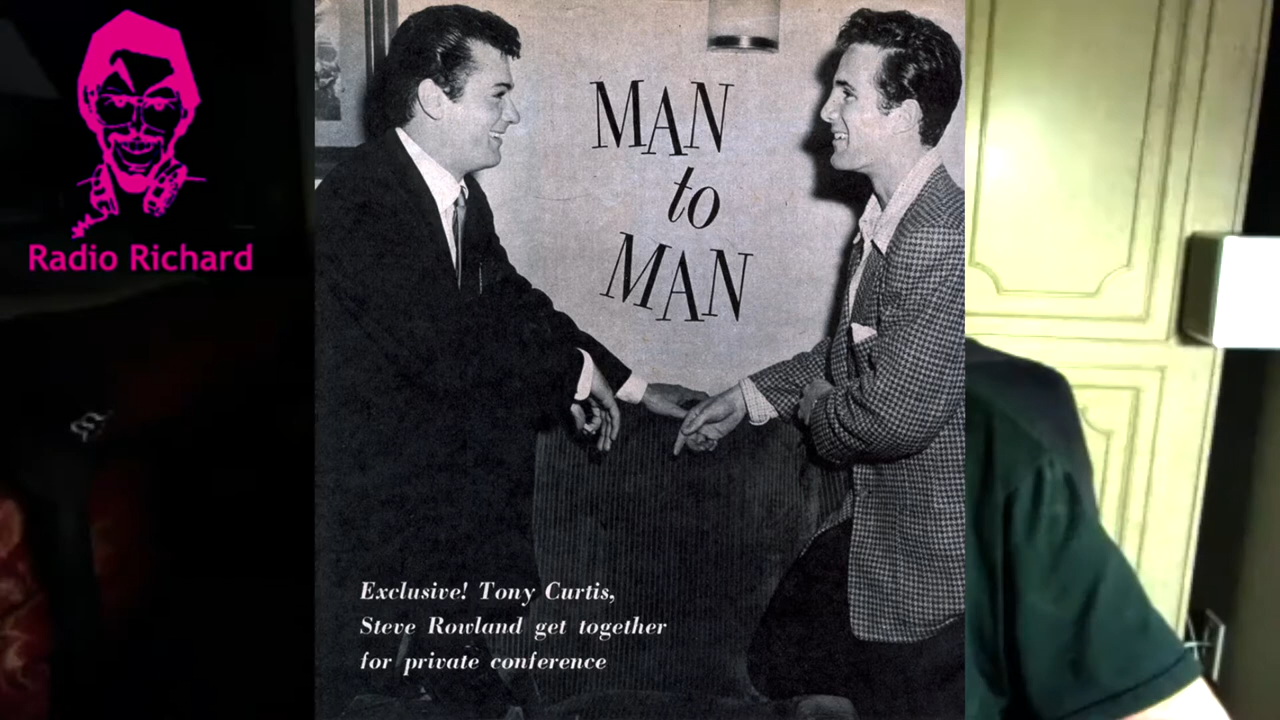 Radio Richard
MAN
to
MAN
Exclusive! Tony Curtis,
Steve Rowland get together
for private conference